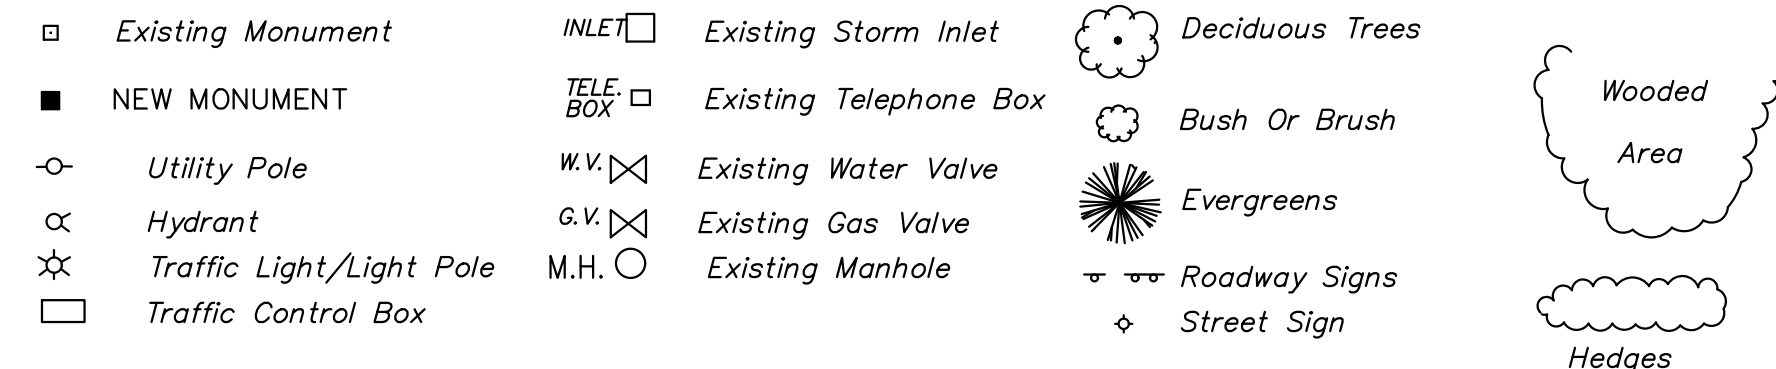 Existing Monument
NEW MONUMENT
Utility Pole
Hydrant
Traffic Light/Light Pole
Traffic Control Box
INLET Existing Storm Inlet
TELE.
BOX Existing Telephone Box
W.V. Existing Water Valve
G.V. Existing Gas Valve
M.H. Existing Manhole
Deciduous Trees
Bush Or Brush
Evergreens
Roadway Signs
Street Sign
Wooded
Area
Hedges